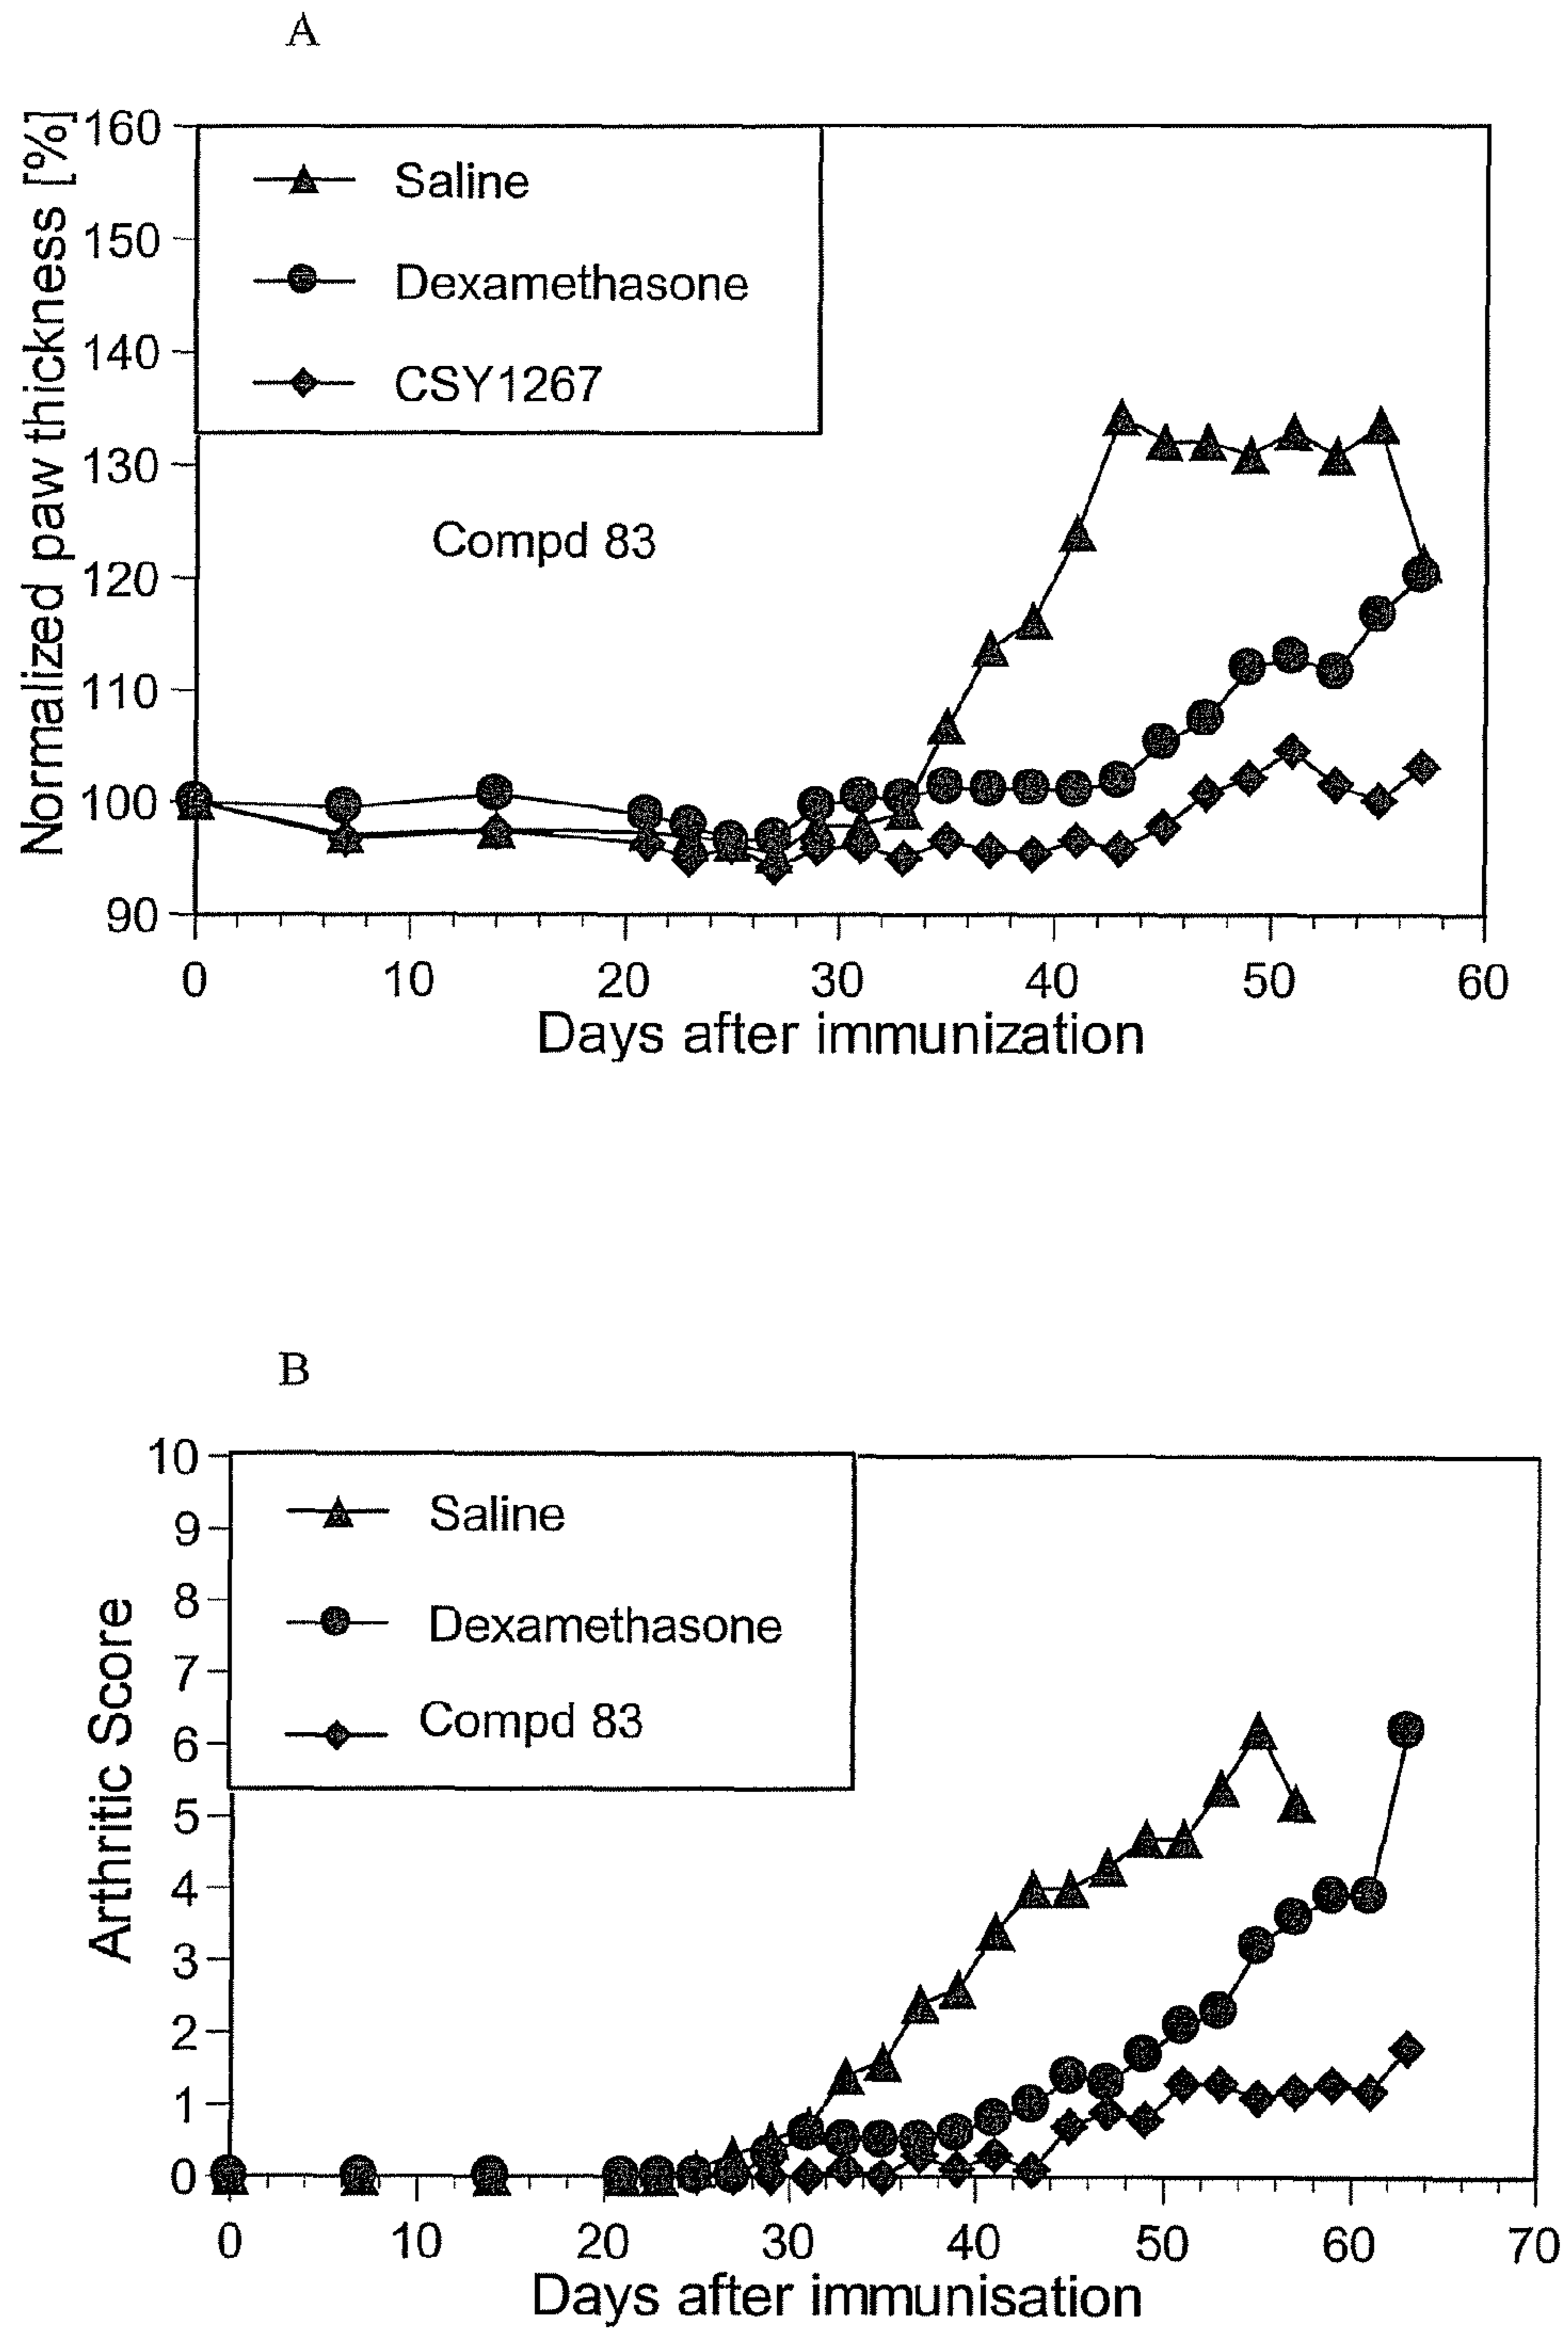 A
Normalized paw thickness [%]
160
150
140
130
120
110
100
90
Saline
Dexamethasone
CSY1267
Compd 83
0 10 20 30 40 50 60
Days after immunization
B
Arthritic Score
10
9
8
7
6
5
4
3
2
1
0
Saline
Dexamethasone
Compd 83
0 10 20 30 40 50 60 70
Days after immunisation